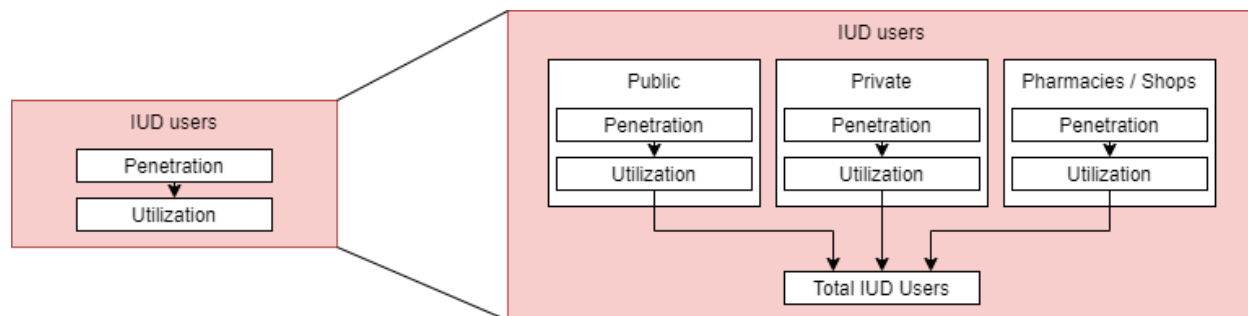 IUD users
Penetration
Utilization
IUD users
Public
Penetration
Utilization
Private
Penetration
Utilization
Pharmacies / Shops
Penetration
Utilization
Total IUD Users